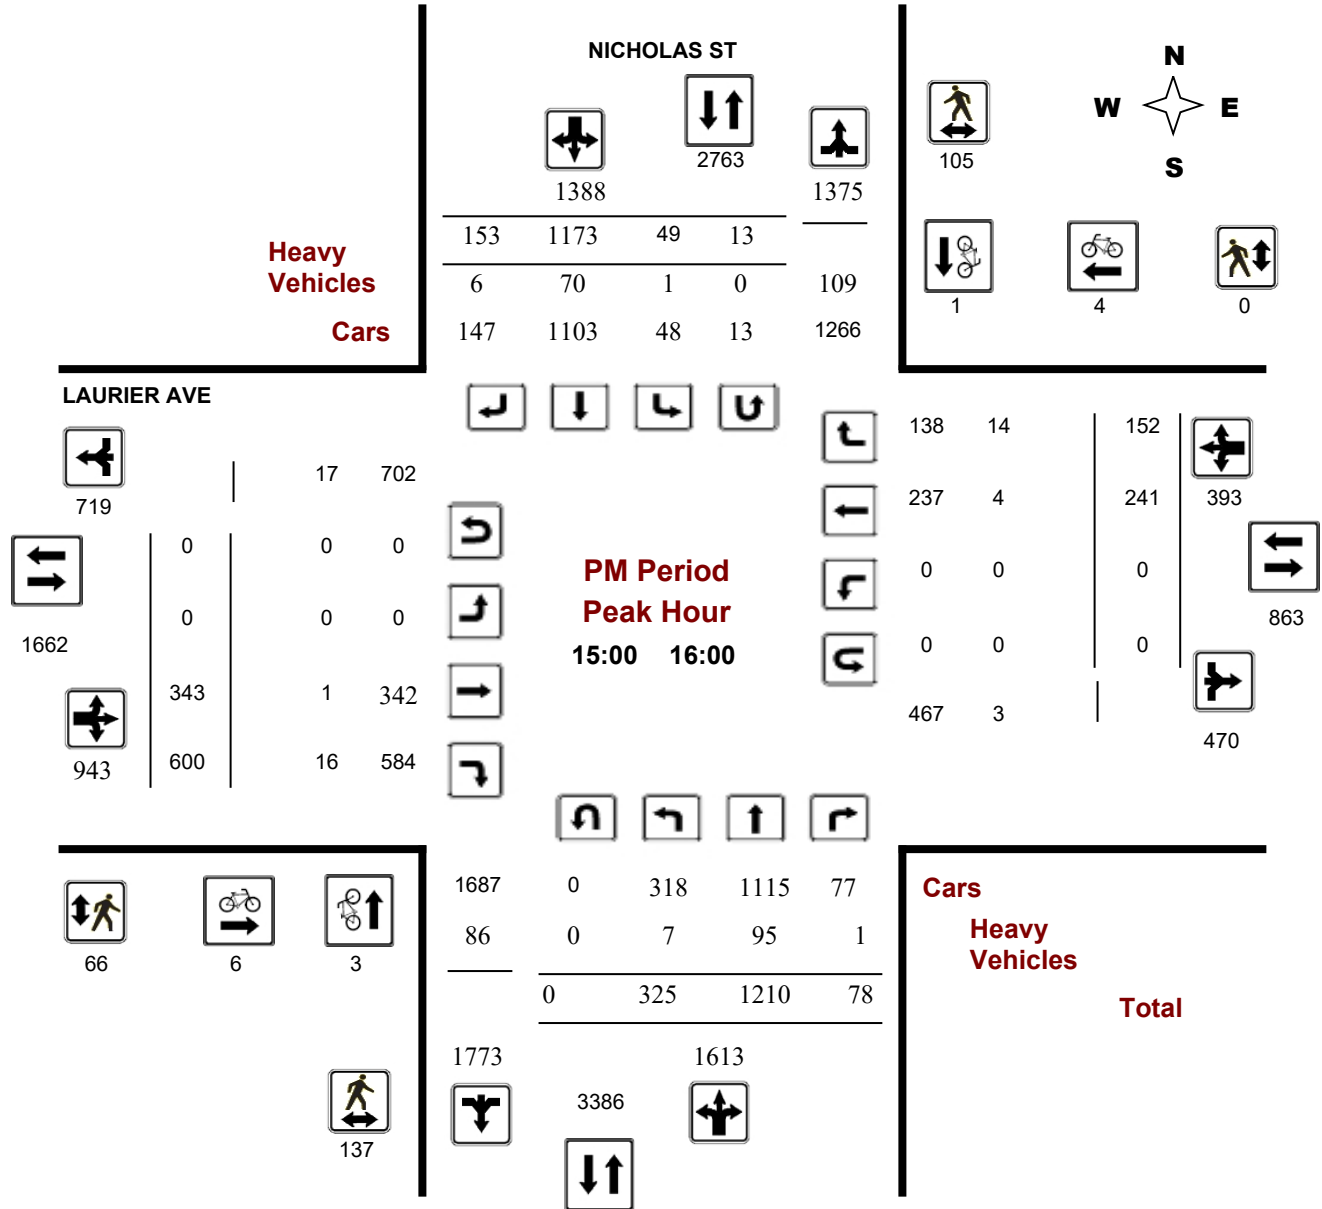 NICHOLAS ST
N
W E
S
2763
105
1388
1375
153 1173 49 13
Heavy
Vehicles
6 70 1 0 109
1 4 0
Cars
147 1103 48 13 1266
LAURIER AVE
138 14 152
17 702
719
237 4 241 393
0 0 0
PM Period
0 0 0
Peak Hour
863
0 0 0
1662
15:00 16:00
0 0 0
343 1 342
467 3
470
943 600 16 584
1687 0 318 1115 77
Cars
86 0 7 95 1
Heavy
Vehicles
66 6 3
0 325 1210 78
Total
1773 1613
3386
137